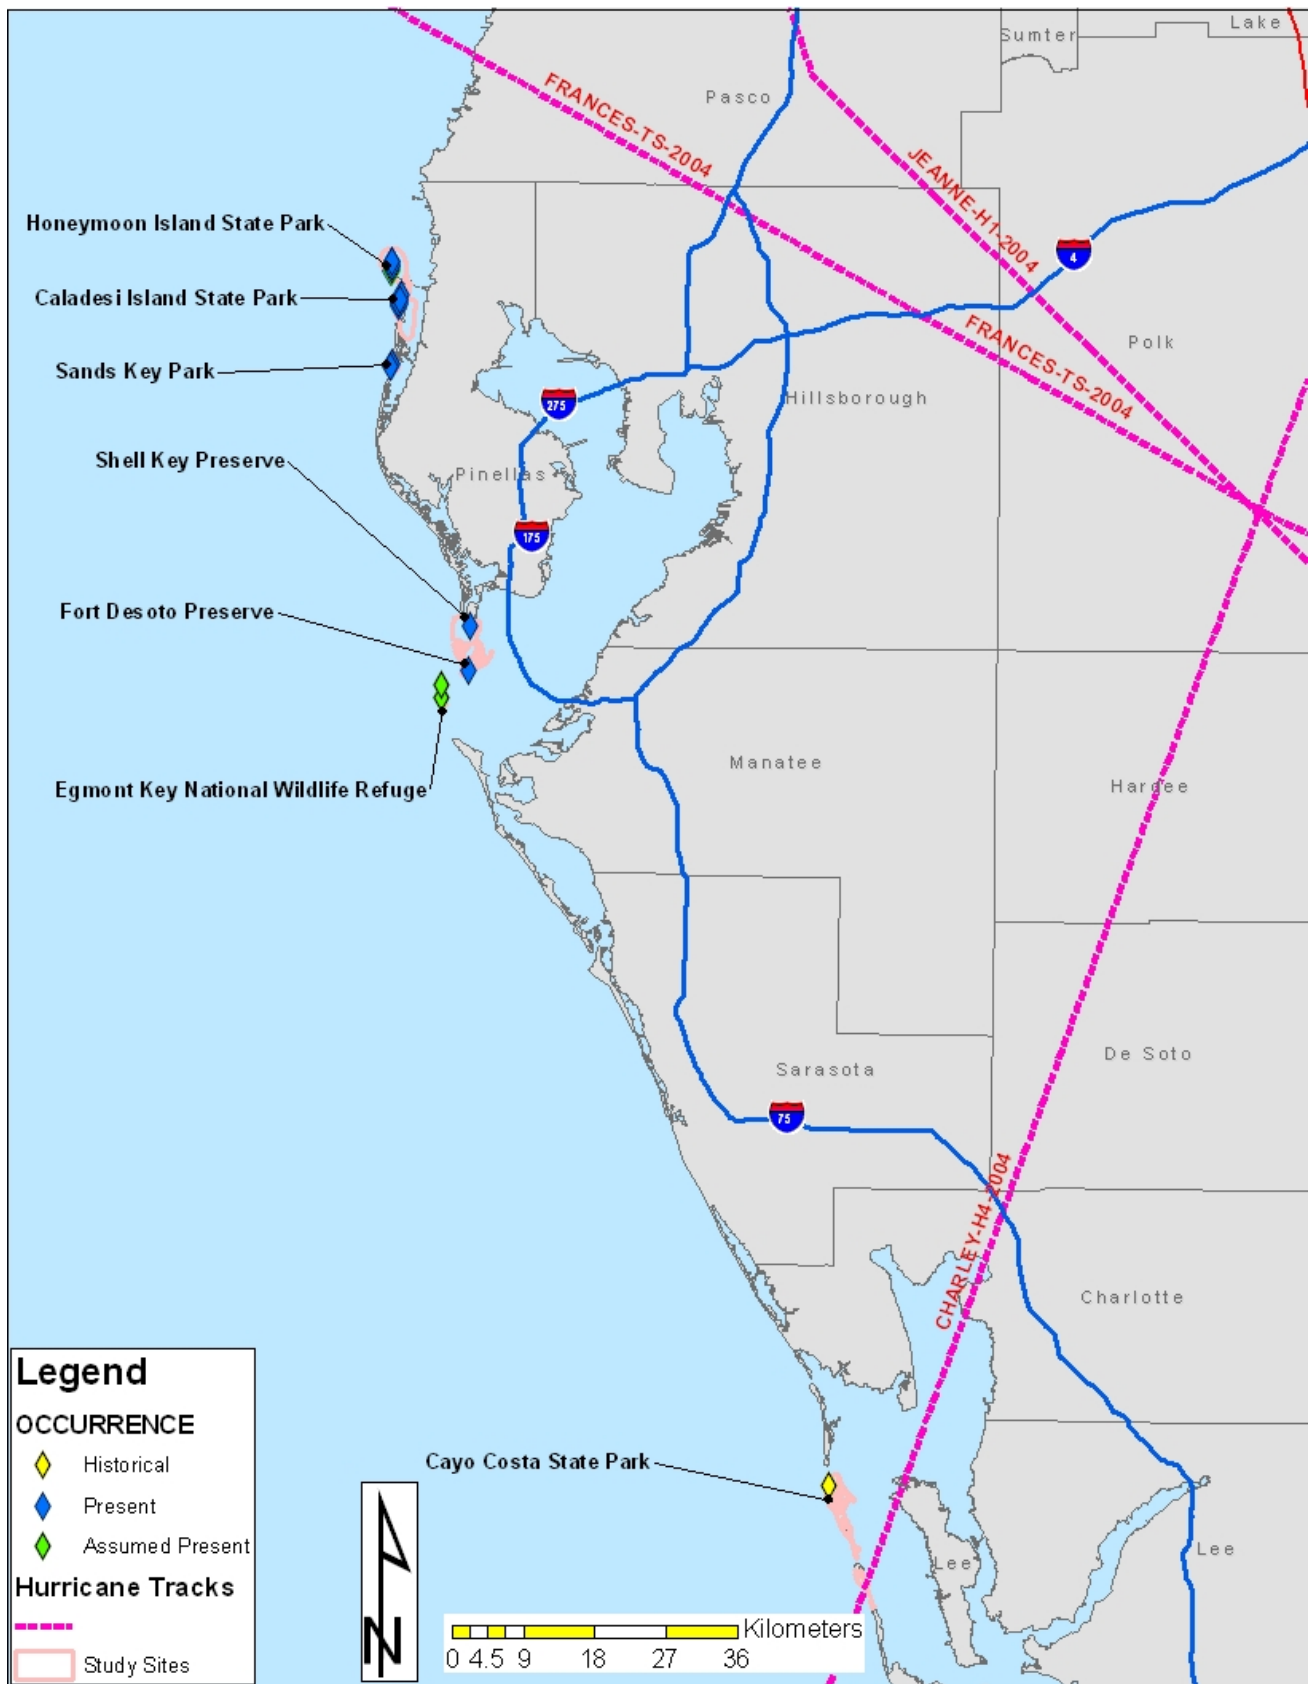 Lake
Sumter
Pasco
FRANCES-TS-2004
JEANNE-H1-2004
Honeymoon Island State Park
4
Caladesi Island State Park
FRANCES-TS-2004
Polk
Sands Key Park
275
Hillsborough
Shell Key Preserve
Pinellas
175
Fort Desoto Preserve
Manatee
Hardee
Egmont Key National Wildlife Refuge
De Soto
Sarasota
75
CHARLEY-H4-2004
Charlotte
Cayo Costa State Park
Lee
Lee
Legend
OCCURRENCE
Historical
Present
Assumed Present
Hurricane Tracks
Study Sites
N
Kilometers
0 4.5 9 18 27 36